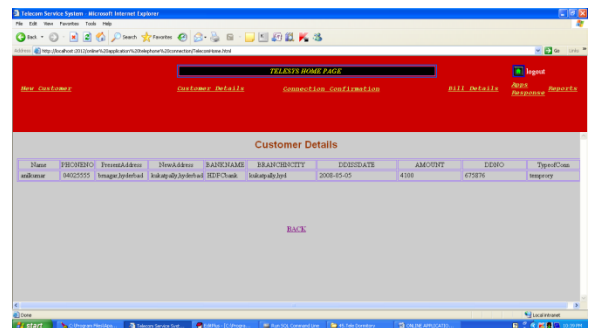 Telecom Service System - Microsoft Internet Explorer
File Edit View Favorites Tools Help
Back Search Favorites
Address http://localhost:2012/online%20application%20telephone%20connection/Telecomhome.html Go Links
TELESYS HOME PAGE logout
New Customer Customer Details Connection Confirmation Bill Details Apps Response Reports
Customer Details
Name PHONENO PresentAddress NewAddress BANKNAME BRANCHNCITY DDISSDATE AMOUNT DDNO TypeofConn
anilkumar 04025555 brnagar,hyderbad kukatpally,hyderbad HDFCbank kukatpally,hyd 2008-05-05 4300 675876 temprory
BACK
Done Local intranet
start Telecom Service Syst... EditPlus - [C:\Progra... Run SQL Command Line ONLINE APPLICATIO...